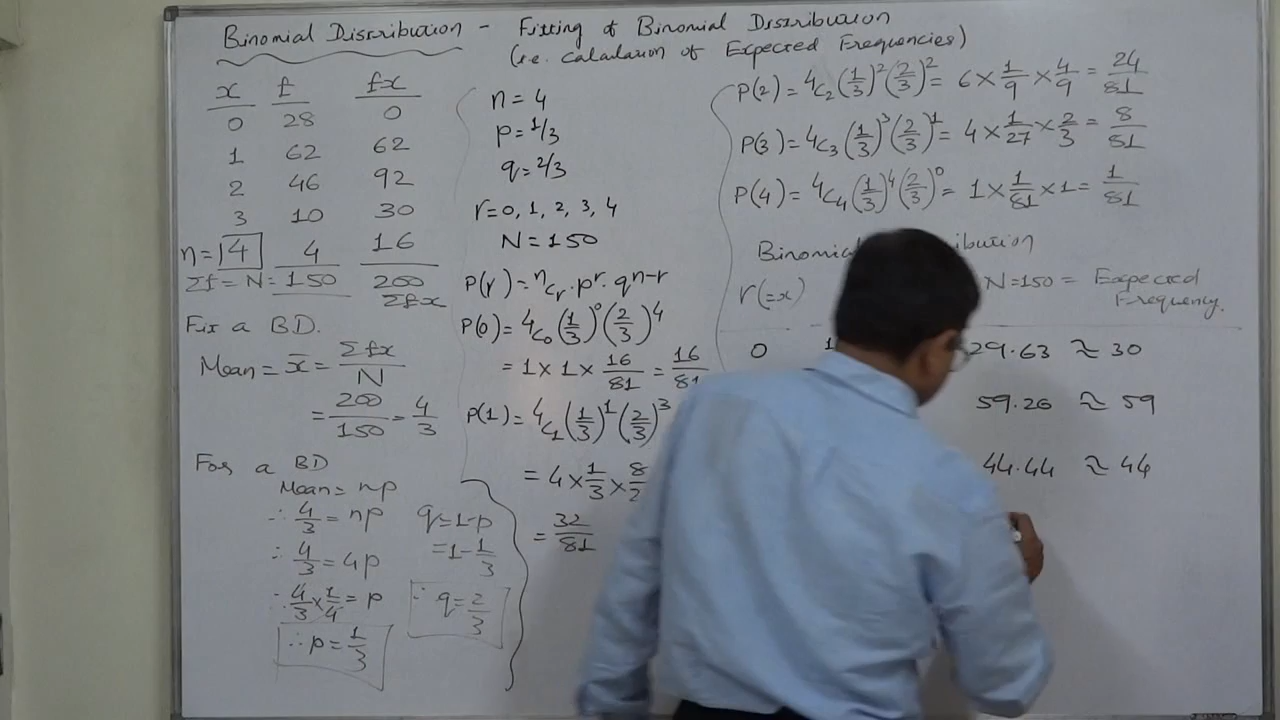 Binomial Distribution - Fitting of Binomial Distribution
(i.e. calculation of Expected Frequencies)
x f fx
0 28 0
1 62 62
2 46 92
3 10 30
n = 4 4 16
Σf = N = 150 200
Σfx
Fit a BD.
Mean = x̄ = Σfx / N
= 200/150 = 4/3
For a BD
Mean = np
∴ 4/3 = np
∴ 4/3 = 4p
∴ 4/3 × 1/4 = p
∴ p = 1/3
q = 1-p
= 1 - 1/3
∴ q = 2/3
n = 4
p = 1/3
q = 2/3
r = 0, 1, 2, 3, 4
N = 150
P(r) = ⁿCr · pʳ · qⁿ⁻ʳ
P(0) = 4C0 (1/3)⁰ (2/3)⁴
= 1 × 1 × 16/81 = 16/81
P(1) = 4C1 (1/3)¹ (2/3)³
= 4 × 1/3 × 8/2
= 32/81
P(2) = 4C2 (1/3)² (2/3)² = 6 × 1/9 × 4/9 = 24/81
P(3) = 4C3 (1/3)³ (2/3)¹ = 4 × 1/27 × 2/3 = 8/81
P(4) = 4C4 (1/3)⁴ (2/3)⁰ = 1 × 1/81 × 1 = 1/81
Binomia ibution
r(=x) N=150 = Expected
Frequency.
0 1 29.63 ≈ 30
59.26 ≈ 59
44.44 ≈ 44